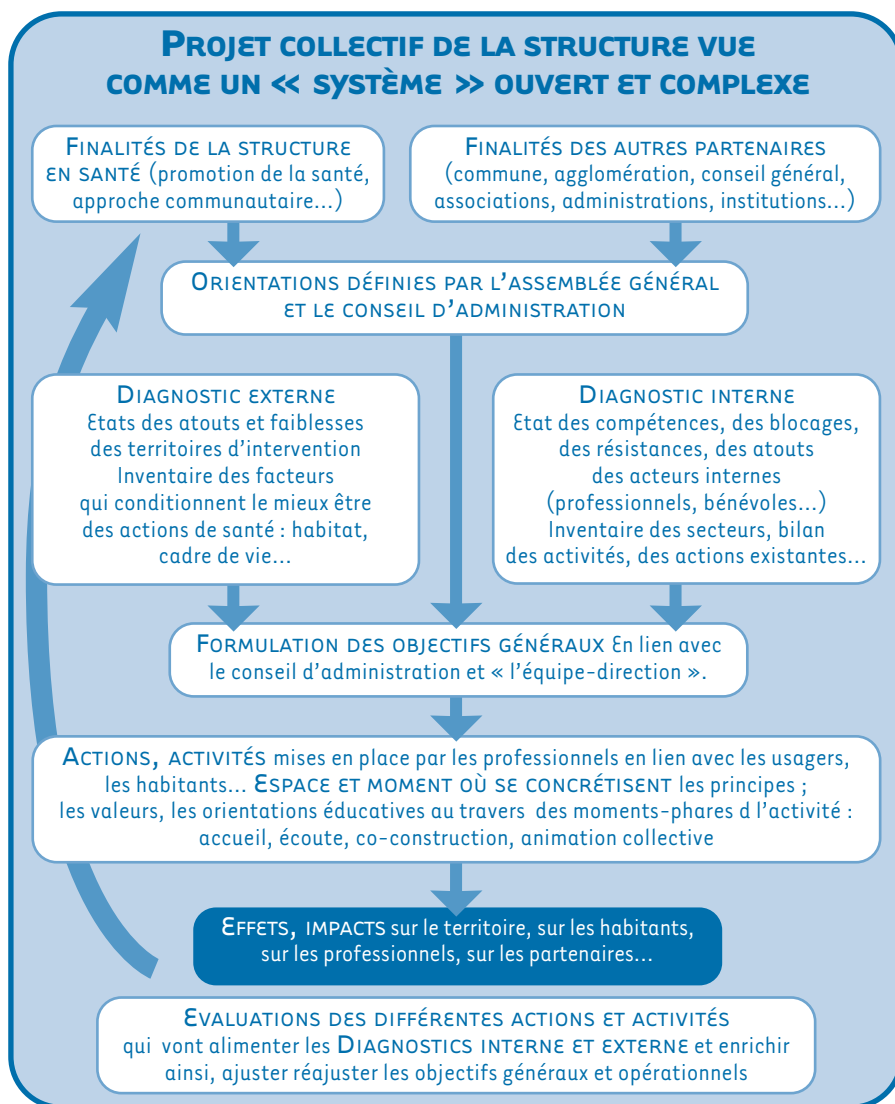 PROJET COLLECTIF DE LA STRUCTURE VUE
COMME UN « SYSTÈME » OUVERT ET COMPLEXE
FINALITÉS DE LA STRUCTURE
EN SANTÉ (promotion de la santé,
approche communautaire…)
FINALITÉS DES AUTRES PARTENAIRES
(commune, agglomération, conseil général,
associations, administrations, institutions…)
ORIENTATIONS DÉFINIES PAR L'ASSEMBLÉE GÉNÉRAL
ET LE CONSEIL D'ADMINISTRATION
DIAGNOSTIC EXTERNE
Etats des atouts et faiblesses
des territoires d'intervention
Inventaire des facteurs
qui conditionnent le mieux être
des actions de santé : habitat,
cadre de vie…
DIAGNOSTIC INTERNE
Etat des compétences, des blocages,
des résistances, des atouts
des acteurs internes
(professionnels, bénévoles…)
Inventaire des secteurs, bilan
des activités, des actions existantes…
FORMULATION DES OBJECTIFS GÉNÉRAUX En lien avec
le conseil d'administration et « l'équipe-direction ».
ACTIONS, ACTIVITÉS mises en place par les professionnels en lien avec les usagers,
les habitants… ESPACE ET MOMENT OÙ SE CONCRÉTISENT les principes ;
les valeurs, les orientations éducatives au travers des moments-phares d l'activité :
accueil, écoute, co-construction, animation collective
EFFETS, IMPACTS sur le territoire, sur les habitants,
sur les professionnels, sur les partenaires…
EVALUATIONS DES DIFFÉRENTES ACTIONS ET ACTIVITÉS
qui vont alimenter les DIAGNOSTICS INTERNE ET EXTERNE et enrichir
ainsi, ajuster réajuster les objectifs généraux et opérationnels